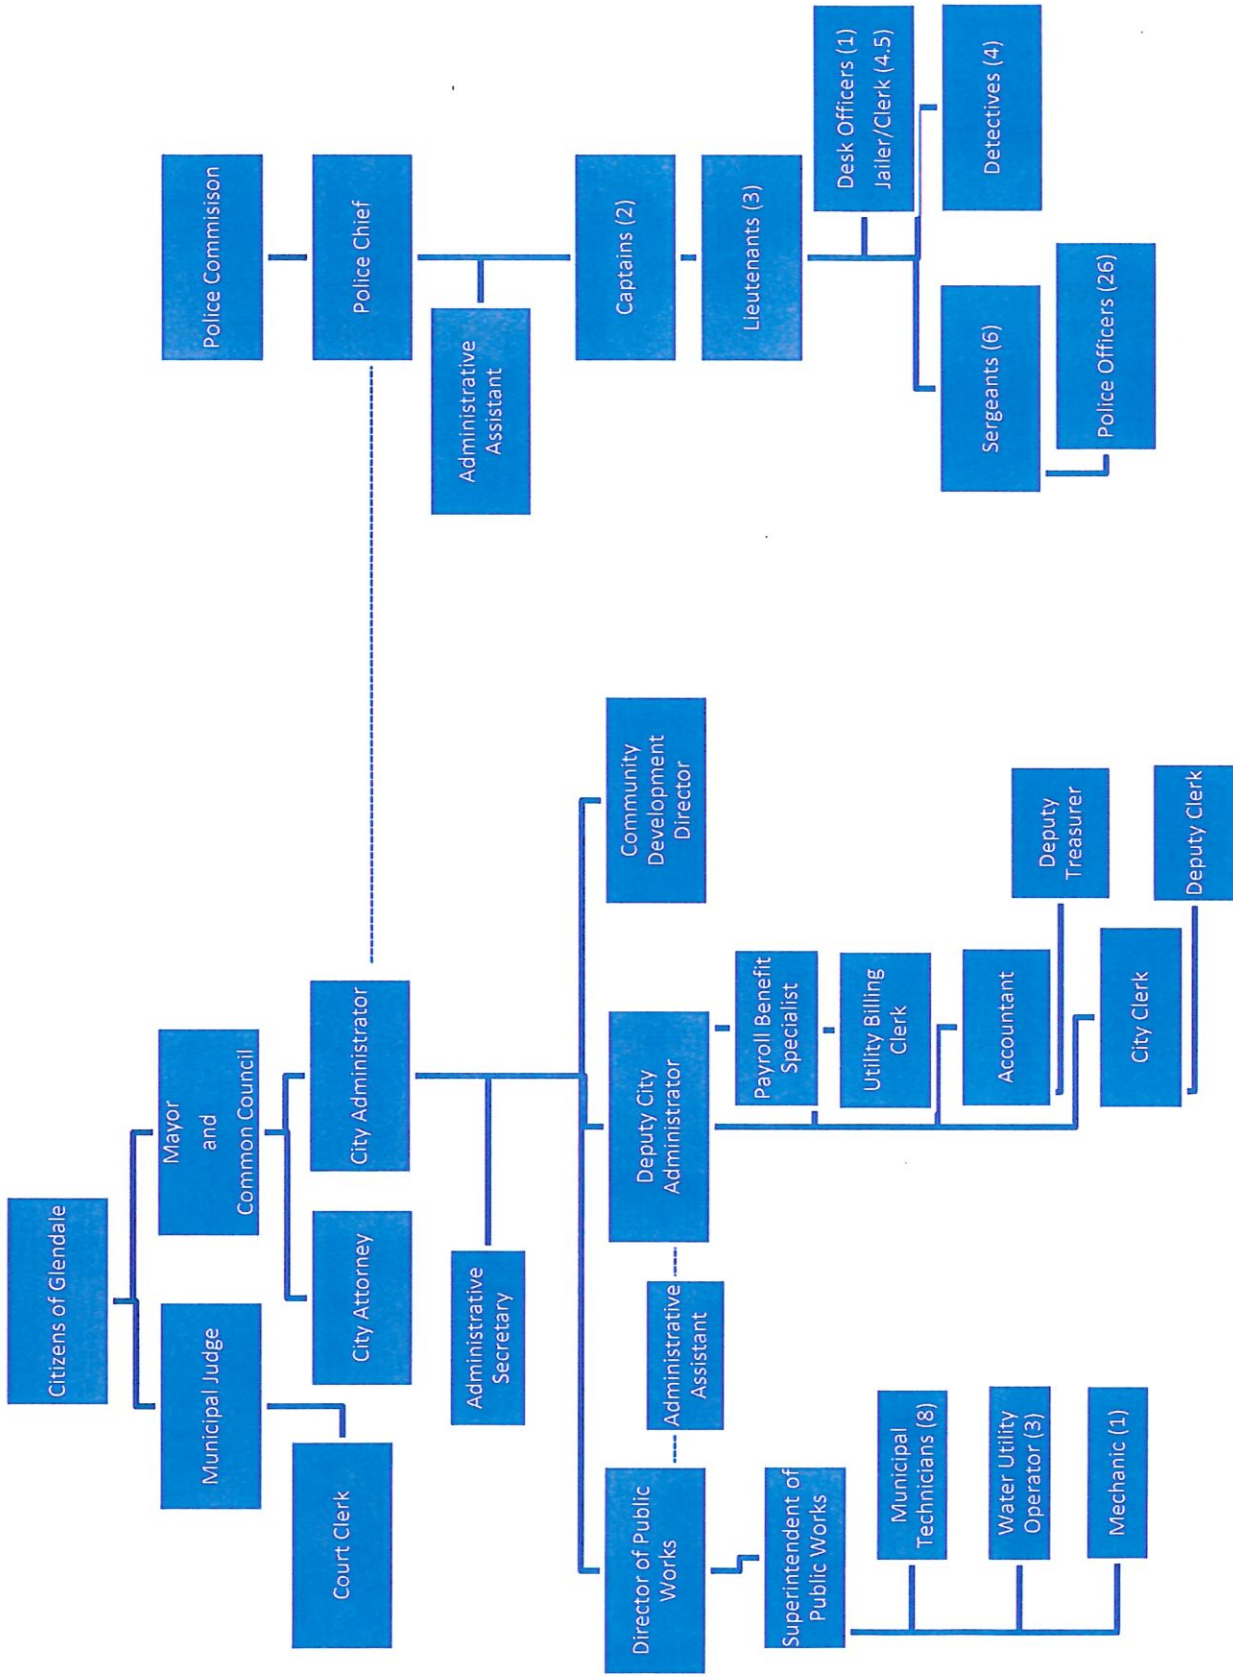 Citizens of Glendale
Municipal Judge
Mayor
and
Common Council
Police Commisison
Court Clerk
City Attorney
City Administrator
Police Chief
Administrative
Secretary
Administrative
Assistant
Director of Public
Works
Administrative
Assistant
Deputy City
Administrator
Community
Development
Director
Captains (2)
Superintendent of
Public Works
Payroll Benefit
Specialist
Lieutenants (3)
Municipal
Technicians (8)
Utility Billing
Clerk
Desk Officers (1)
Jailer/Clerk (4.5)
Water Utility
Operator (3)
Accountant
Sergeants (6)
Detectives (4)
Mechanic (1)
Deputy
Treasurer
City Clerk
Police Officers (26)
Deputy Clerk